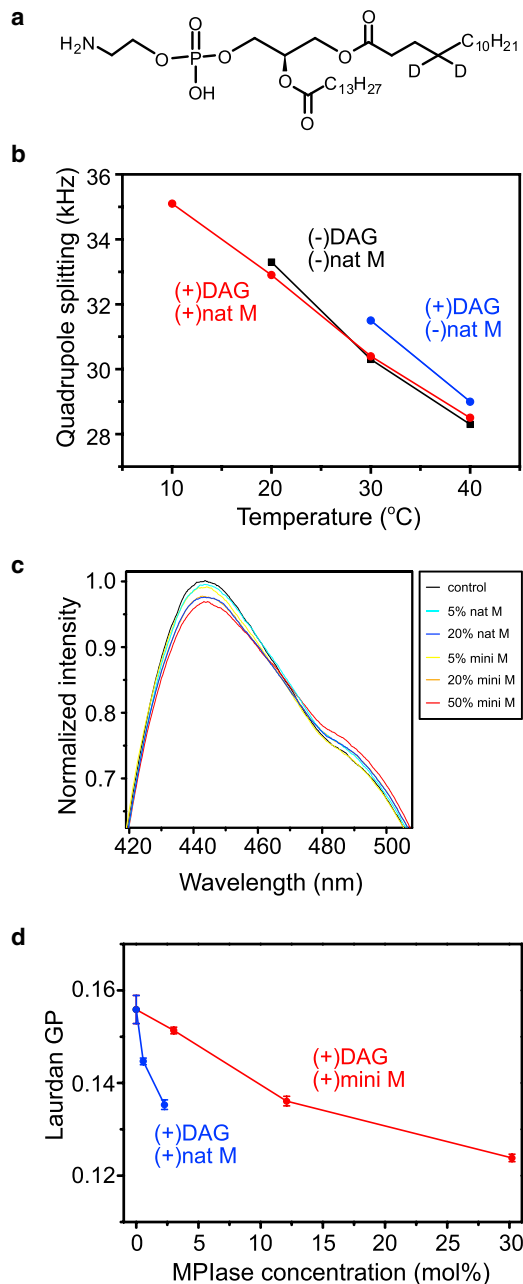 a
H₂N
O
O
P
OH
O
O
O
C₁₃H₂₇
O
O
C₁₀H₂₁
D D
b
Quadrupole splitting (kHz)
36
34
32
30
28
(-)DAG
(-)nat M
(+)DAG
(+)nat M
(+)DAG
(-)nat M
10 20 30 40
Temperature (°C)
c
Normalized intensity
1.0
0.9
0.8
0.7
420 440 460 480 500
Wavelength (nm)
control
5% nat M
20% nat M
5% mini M
20% mini M
50% mini M
d
Laurdan GP
0.16
0.14
0.12
(+)DAG
(+)mini M
(+)DAG
(+)nat M
0 5 10 15 20 25 30
MPIase concentration (mol%)